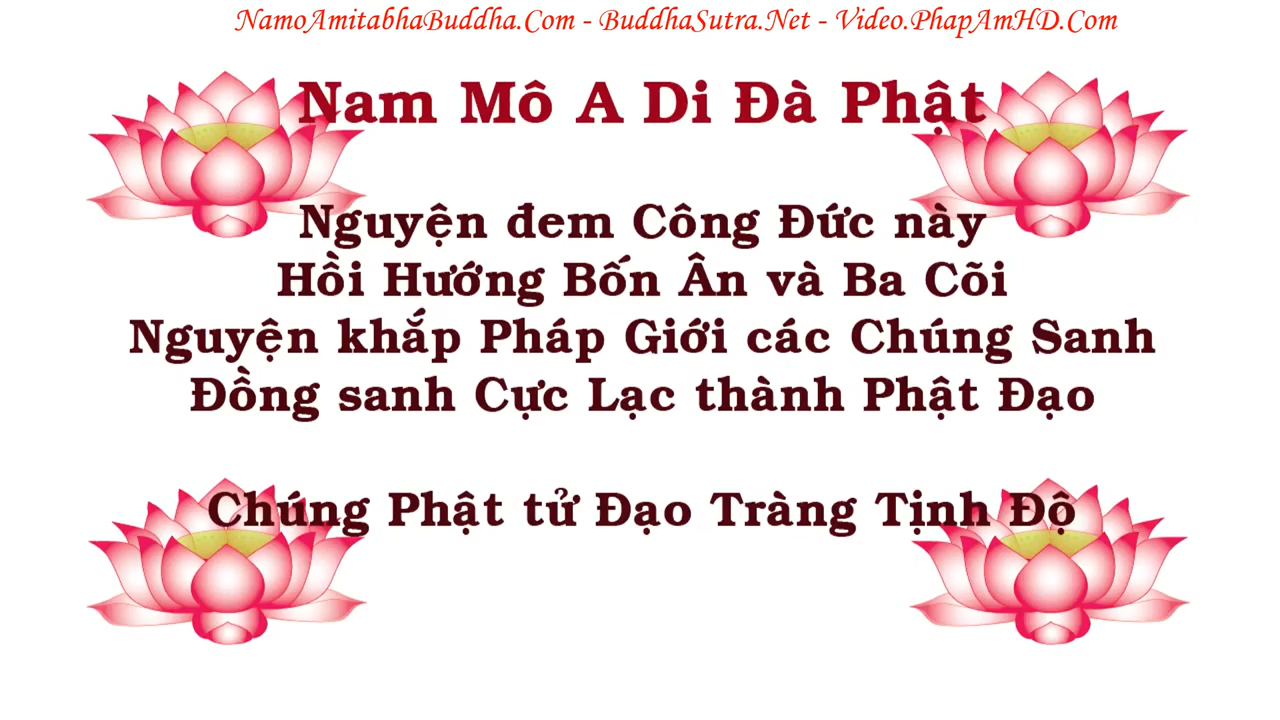 NamoAmitabhaBuddha.Com - BuddhaSutra.Net - Video.PhapAmHD.Com
Nam Mô A Di Đà Phật
Nguyện đem Công Đức này
Hồi Hướng Bốn Ân và Ba Cõi
Nguyện khắp Pháp Giới các Chúng Sanh
Đồng sanh Cực Lạc thành Phật Đạo
Chúng Phật tử Đạo Tràng Tịnh Độ